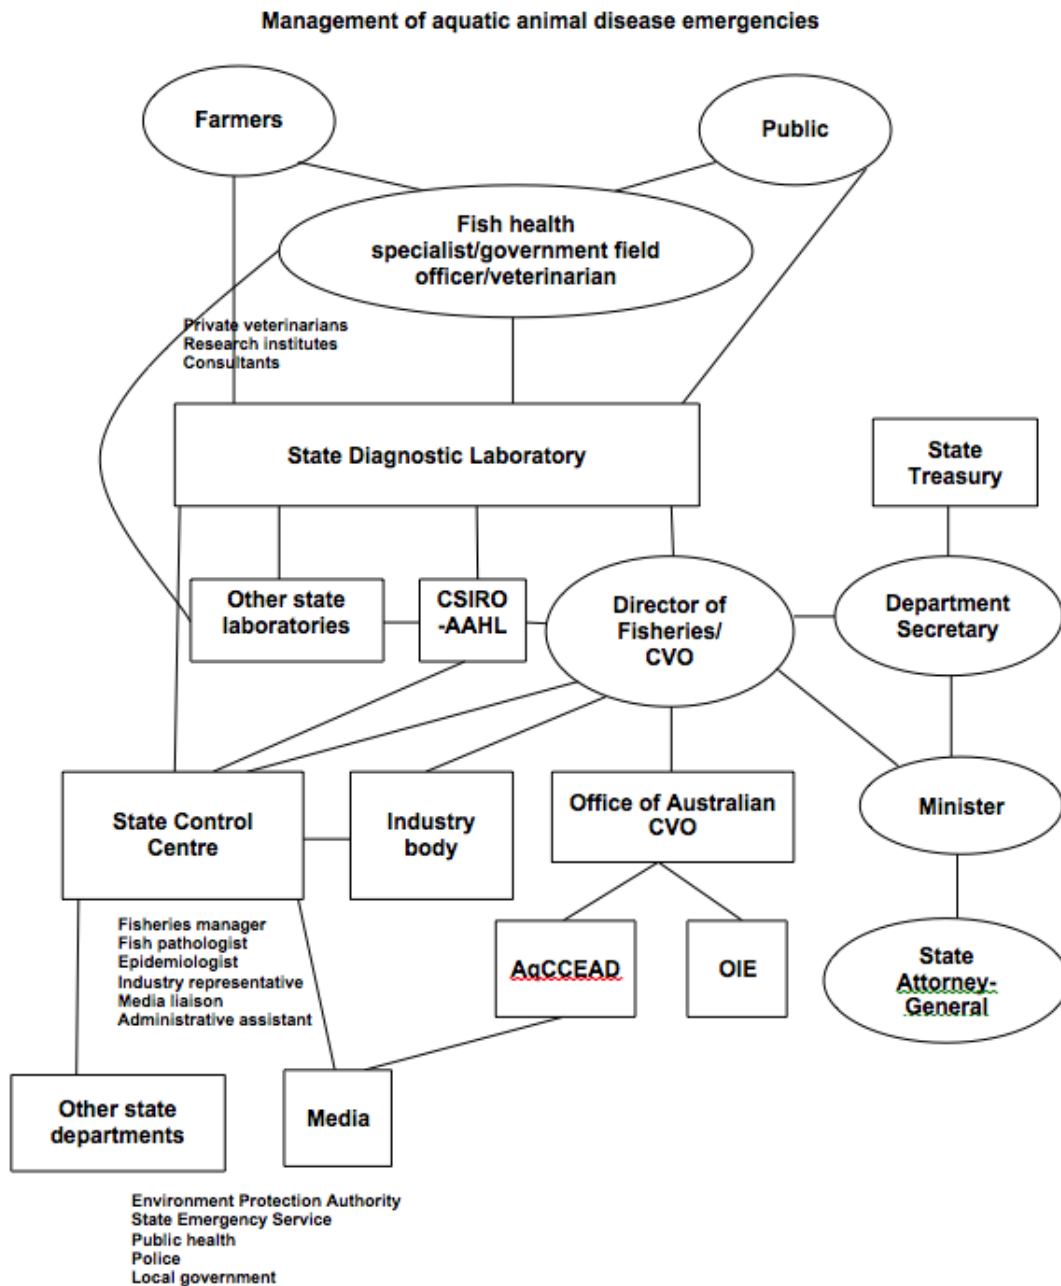 Management of aquatic animal disease emergencies
Farmers
Public
Fish health
specialist/government field
officer/veterinarian
Private veterinarians
Research institutes
Consultants
State Diagnostic Laboratory
State
Treasury
Other state
laboratories
CSIRO
-AAHL
Director of
Fisheries/
CVO
Department
Secretary
State Control
Centre
Industry
body
Office of Australian
CVO
Minister
Fisheries manager
Fish pathologist
Epidemiologist
Industry representative
Media liaison
Administrative assistant
AqCCEAD
OIE
State
Attorney-
General
Other state
departments
Media
Environment Protection Authority
State Emergency Service
Public health
Police
Local government